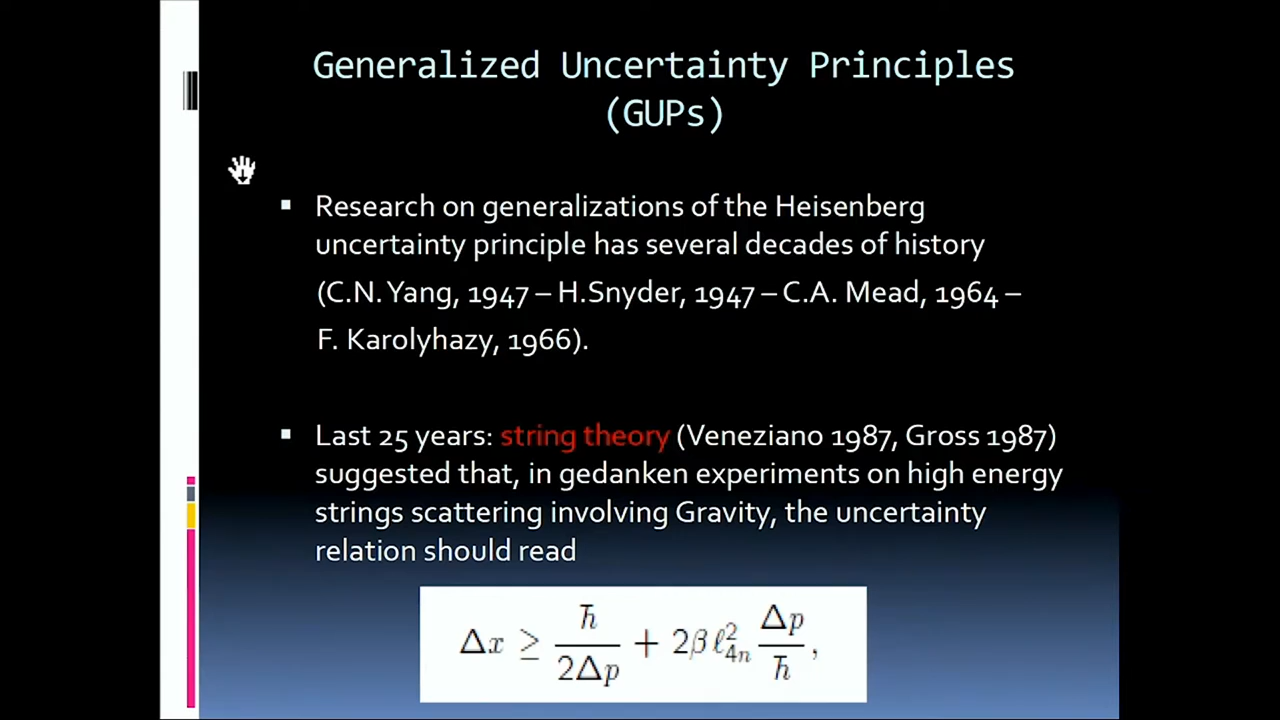 Generalized Uncertainty Principles
(GUPs)
▪ Research on generalizations of the Heisenberg
uncertainty principle has several decades of history
(C.N. Yang, 1947 – H.Snyder, 1947 – C.A. Mead, 1964 –
F. Karolyhazy, 1966).
▪ Last 25 years: string theory (Veneziano 1987, Gross 1987)
suggested that, in gedanken experiments on high energy
strings scattering involving Gravity, the uncertainty
relation should read
Δx ≥ ħ/(2Δp) + 2βℓ²₄ₙ Δp/ħ,